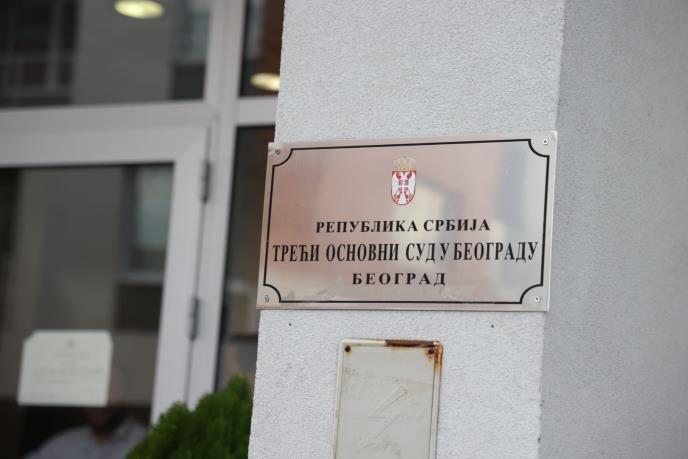 РЕПУБЛИКА СРБИЈА
ТРЕЋИ ОСНОВНИ СУД У БЕОГРАДУ
БЕОГРАД